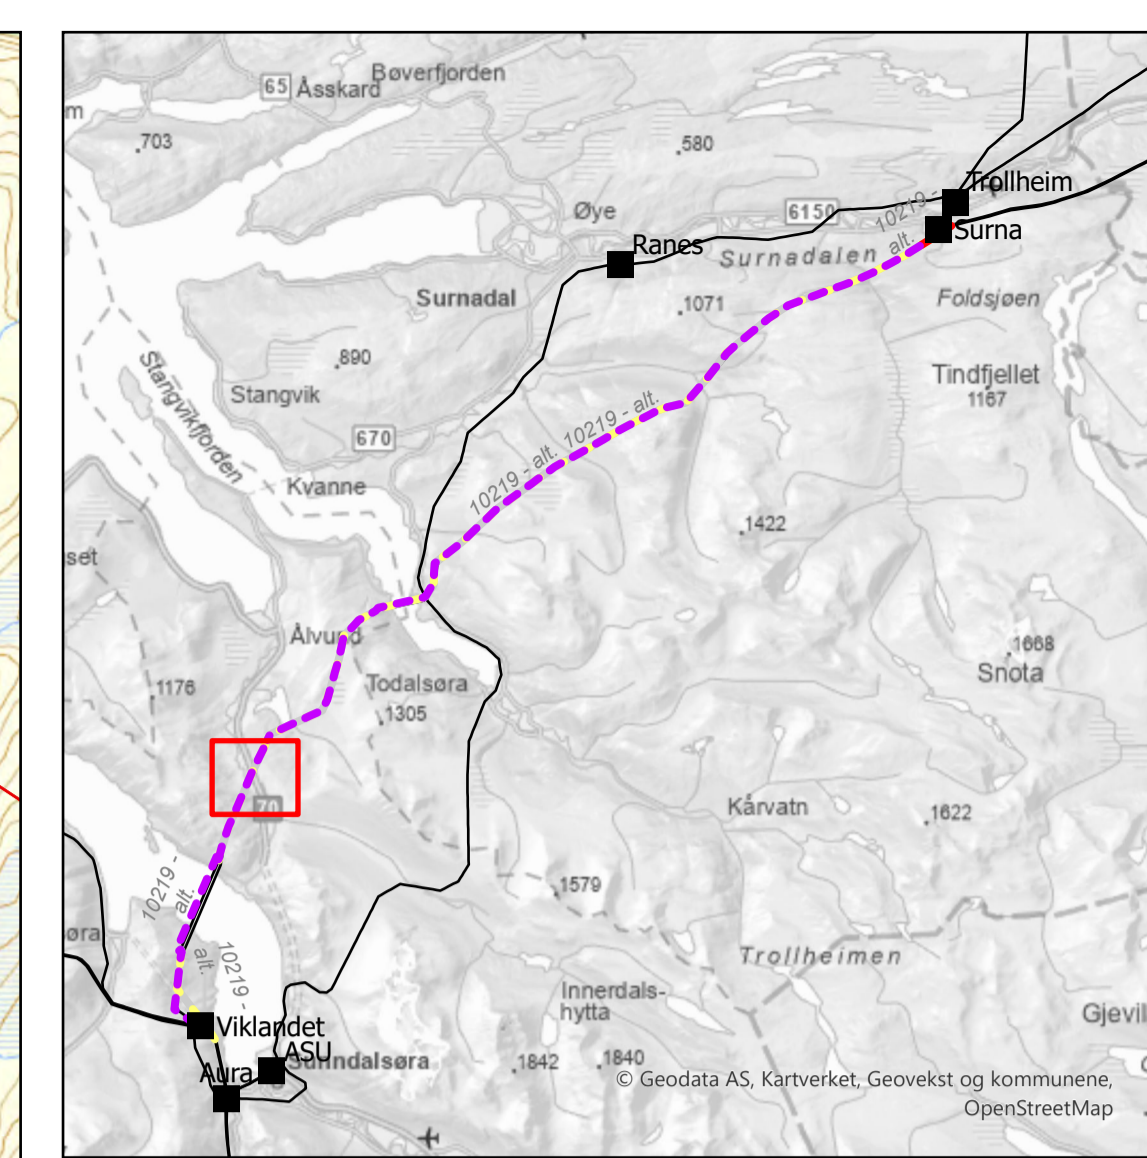 Bøverfjorden
65 Åsskard
m
703
580
Trollheim
10219 -
alt.
Øye
6150
Surna
Ranes
Surnadalen
Surnadal
1071
Foldsjøen
890
Stangvik
Stangvikfjorden
Tindfjellet
1167
670
10219 - alt. 10219 - alt.
Kvanne
1422
set
Ålvund
1668
Snota
1176
Todalsøra
1305
70
Kårvatn
1622
10219 -
alt.
1579
øra
alt.
10219 -
Trollheimen
Innerdals-
hytta
Gjevil
Viklandet
ASU
Sunndalsøra
Aura
1842
1840
© Geodata AS, Kartverket, Geovekst og kommunene,
OpenStreetMap